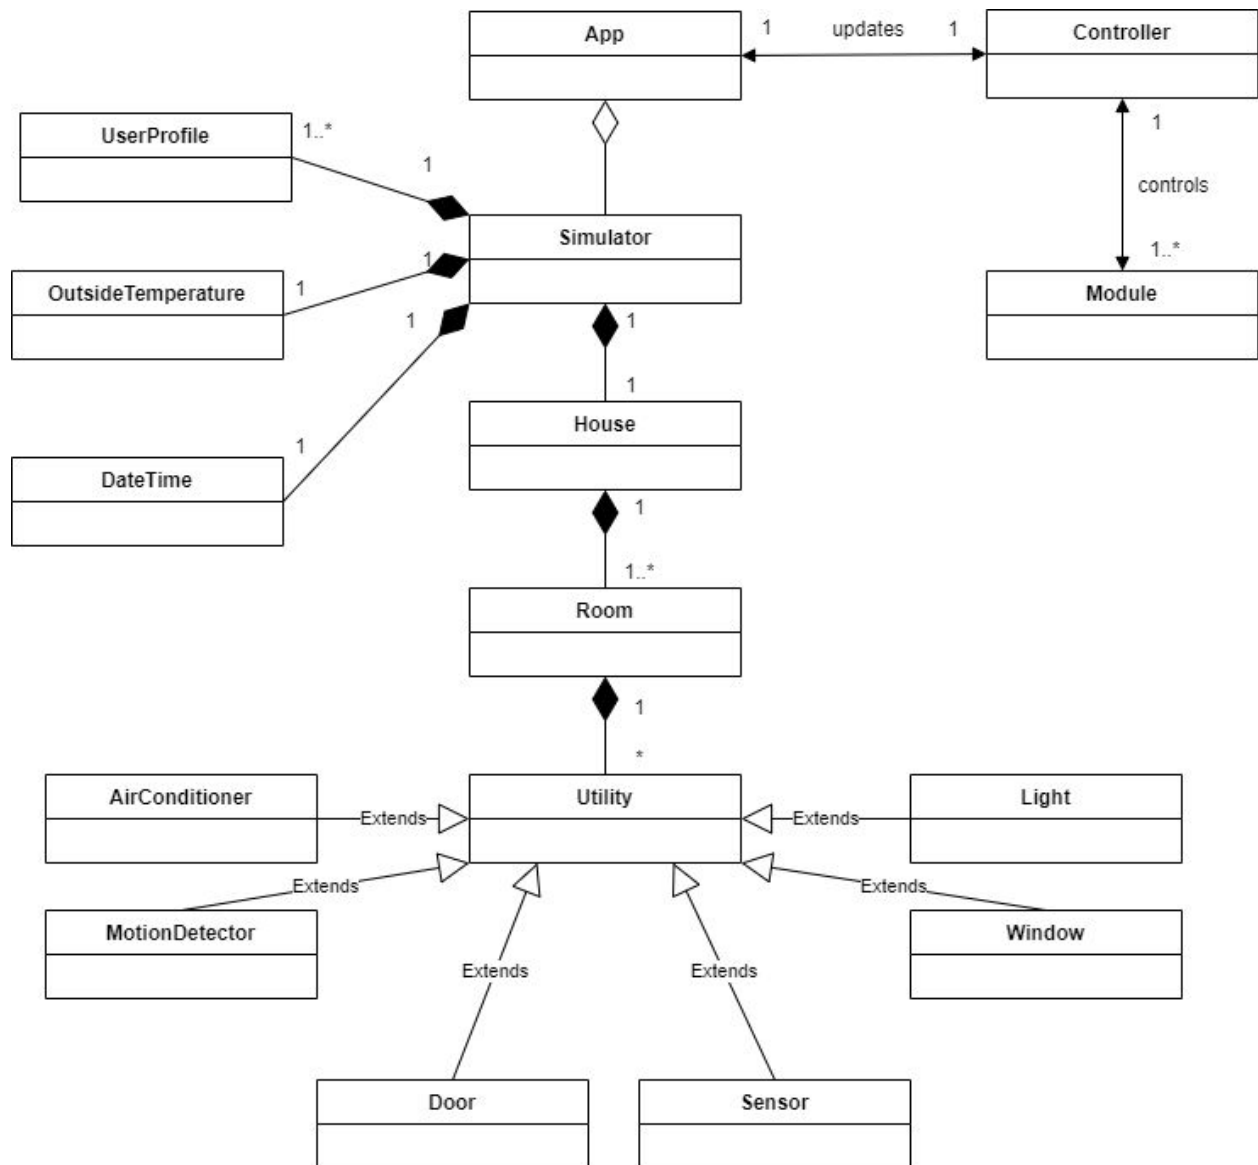 App
1 updates 1
Controller
UserProfile
1..*
1
1
controls
Simulator
1
OutsideTemperature
1
1..*
Module
1
1
1
House
1
DateTime
1
1..*
Room
1
*
AirConditioner
Extends
Utility
Extends
Light
Extends
Extends
MotionDetector
Window
Extends
Extends
Door
Sensor